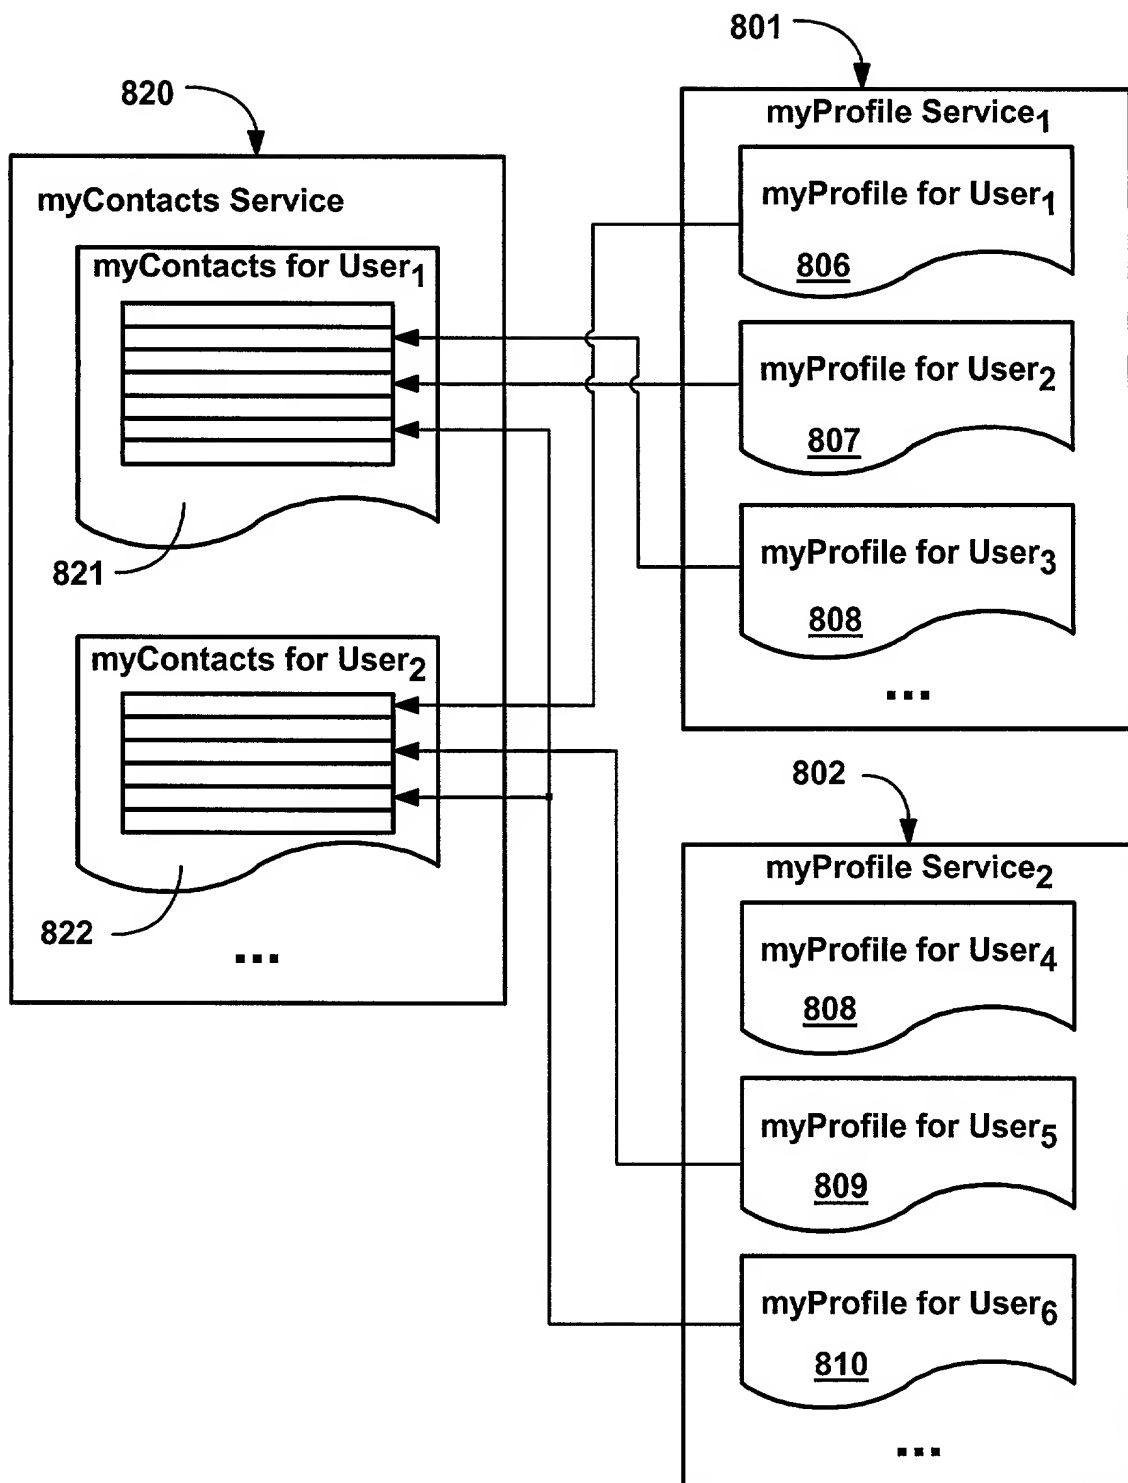 820
myContacts Service
myContacts for User1
821
myContacts for User2
822
...
801
myProfile Service1
myProfile for User1
806
myProfile for User2
807
myProfile for User3
808
...
802
myProfile Service2
myProfile for User4
808
myProfile for User5
809
myProfile for User6
810
...